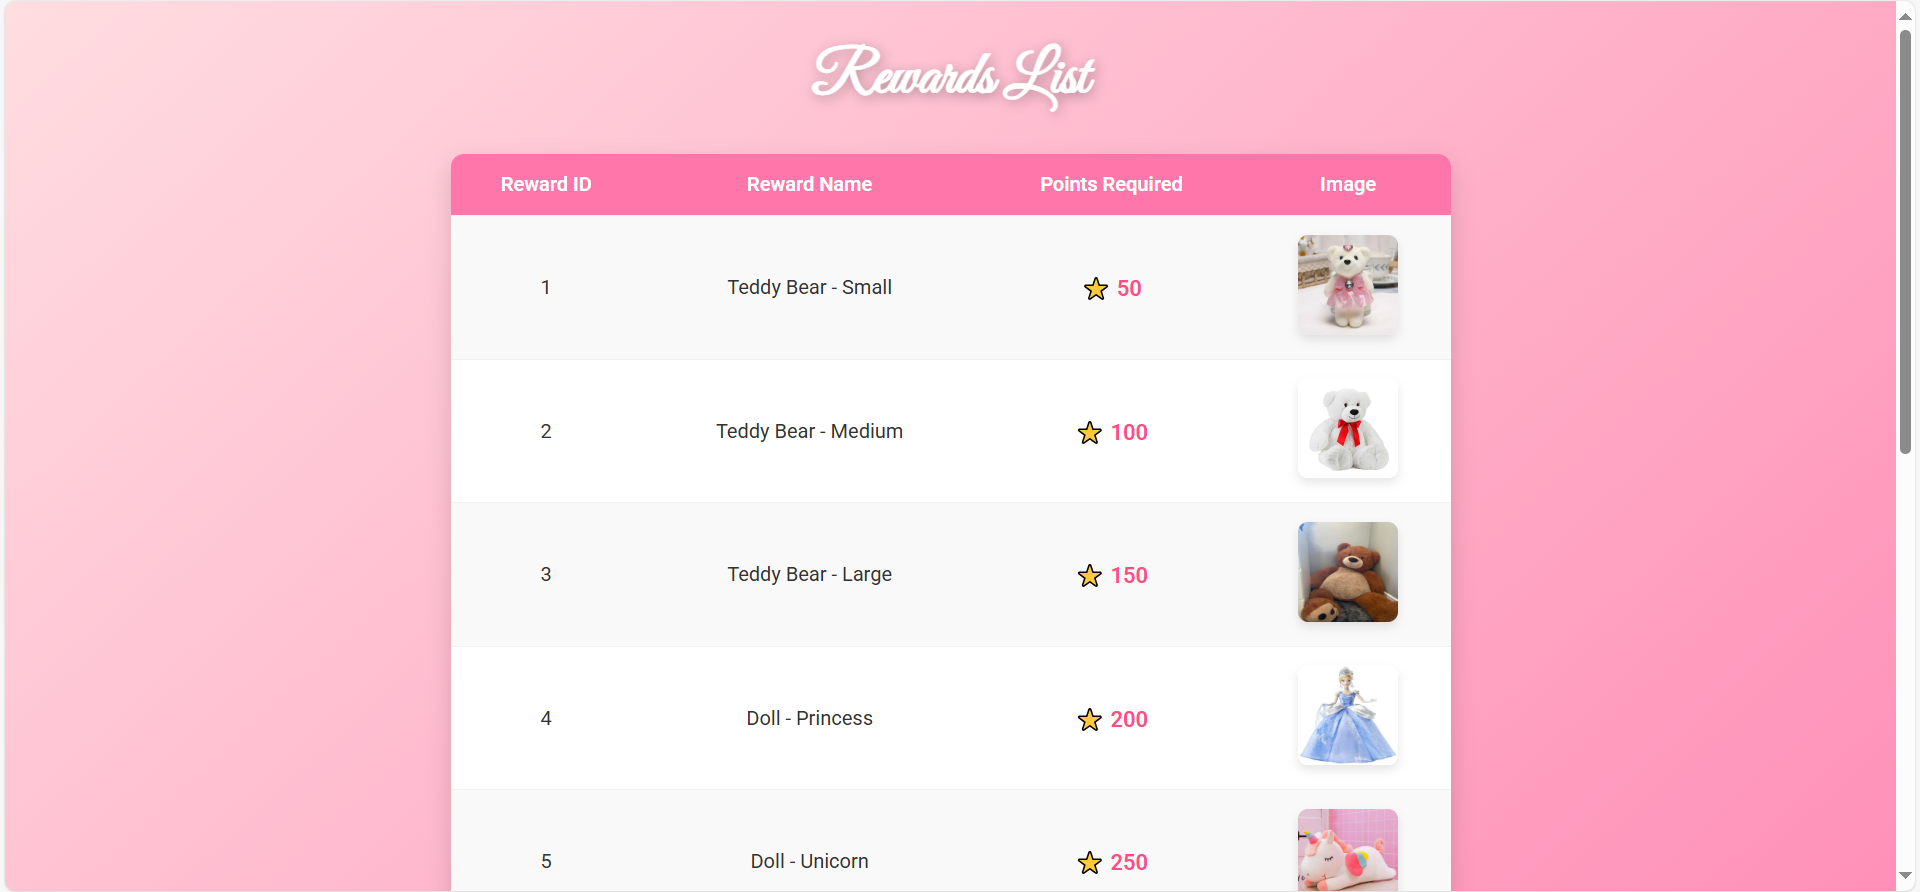 Rewards List
Reward ID Reward Name Points Required Image
1 Teddy Bear - Small 50
2 Teddy Bear - Medium 100
3 Teddy Bear - Large 150
4 Doll - Princess 200
5 Doll - Unicorn 250